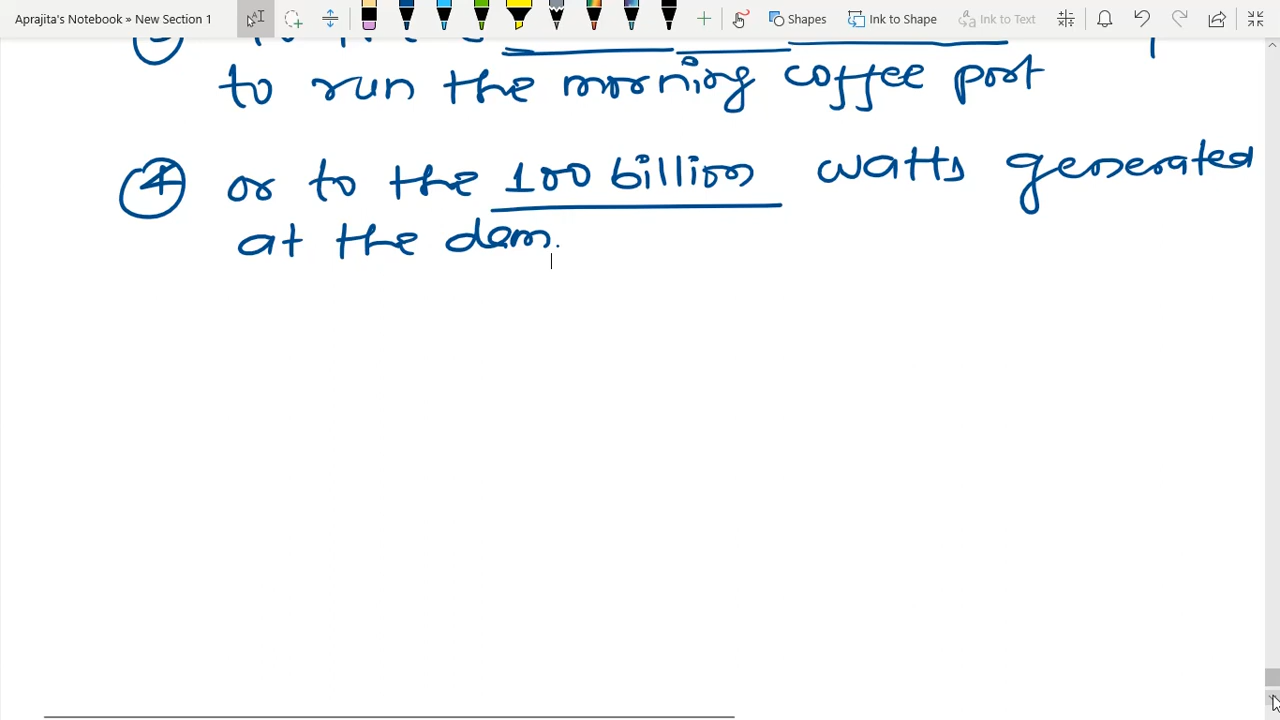 Aprajita's Notebook » New Section 1
Shapes
Ink to Shape
Ink to Text
to run the morning coffee port
④ or to the 100 billion watts generated
at the dam.